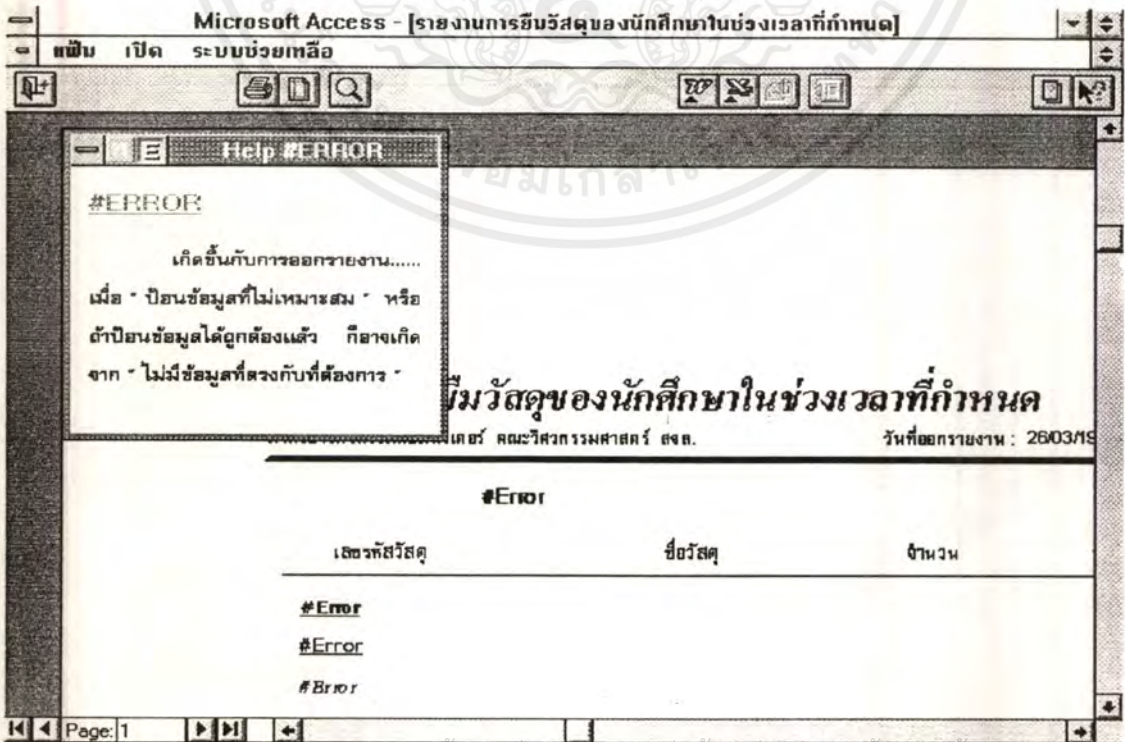 Microsoft Access - [รายงานการยืมวัสดุของนักศึกษาในช่วงเวลาที่กำหนด]
แฟ้ม เปิด ระบบช่วยเหลือ
Help #ERROR
#ERROR
เกิดขึ้นกับการออกรายงาน......
เมื่อ " ป้อนข้อมูลที่ไม่เหมาะสม " หรือ
ถ้าป้อนข้อมูลได้ถูกต้องแล้ว ก็อาจเกิด
จาก " ไม่มีข้อมูลที่ตรงกับที่ต้องการ "
ยืมวัสดุของนักศึกษาในช่วงเวลาที่กำหนด
คณะวิศวกรรมศาสตร์ สจล. วันที่ออกรายงาน : 26/03/19
#Error
เลขรหัสวัสดุ ชื่อวัสดุ จำนวน
#Error
#Error
#Error
Page: 1